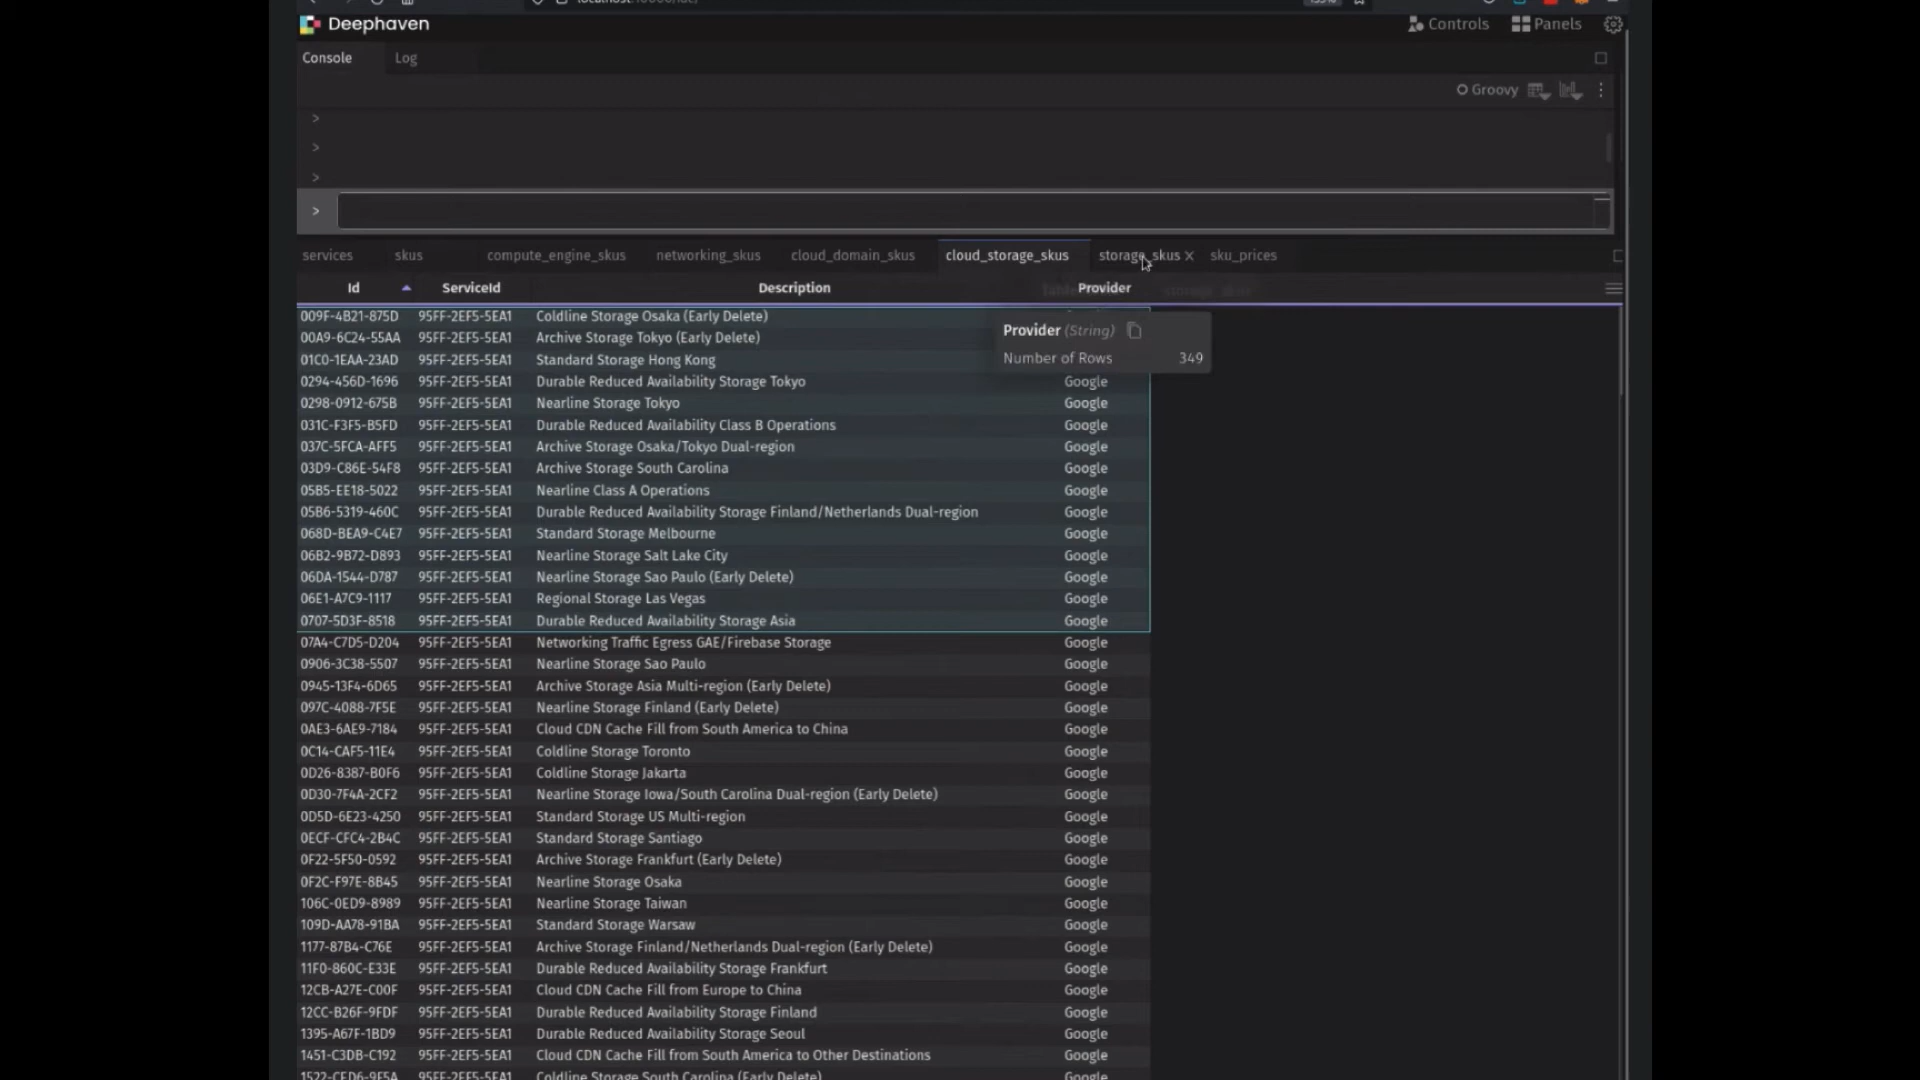 Deephaven
Controls Panels
Console Log
Groovy
>
>
>
>
services skus compute_engine_skus networking_skus cloud_domain_skus cloud_storage_skus storage_skus sku_prices
Id ServiceId Description Provider
009F-4B21-875D 95FF-2EF5-5EA1 Coldline Storage Osaka (Early Delete)
Provider (String)
00A9-6C24-55AA 95FF-2EF5-5EA1 Archive Storage Tokyo (Early Delete)
01C0-1EAA-23AD 95FF-2EF5-5EA1 Standard Storage Hong Kong
Number of Rows 349
0294-456D-1696 95FF-2EF5-5EA1 Durable Reduced Availability Storage Tokyo Google
0298-0912-675B 95FF-2EF5-5EA1 Nearline Storage Tokyo Google
031C-F3F5-B5FD 95FF-2EF5-5EA1 Durable Reduced Availability Class B Operations Google
037C-5FCA-AFF5 95FF-2EF5-5EA1 Archive Storage Osaka/Tokyo Dual-region Google
03D9-C86E-54F8 95FF-2EF5-5EA1 Archive Storage South Carolina Google
05B5-EE18-5022 95FF-2EF5-5EA1 Nearline Class A Operations Google
05B6-5319-460C 95FF-2EF5-5EA1 Durable Reduced Availability Storage Finland/Netherlands Dual-region Google
068D-BEA9-C4E7 95FF-2EF5-5EA1 Standard Storage Melbourne Google
06B2-9B72-D893 95FF-2EF5-5EA1 Nearline Storage Salt Lake City Google
06DA-1544-D787 95FF-2EF5-5EA1 Nearline Storage Sao Paulo (Early Delete) Google
06E1-A7C9-1117 95FF-2EF5-5EA1 Regional Storage Las Vegas Google
0707-5D3F-8518 95FF-2EF5-5EA1 Durable Reduced Availability Storage Asia Google
07A4-C7D5-D204 95FF-2EF5-5EA1 Networking Traffic Egress GAE/Firebase Storage Google
0906-3C38-5507 95FF-2EF5-5EA1 Nearline Storage Sao Paulo Google
0945-13F4-6D65 95FF-2EF5-5EA1 Archive Storage Asia Multi-region (Early Delete) Google
097C-4088-7F5E 95FF-2EF5-5EA1 Nearline Storage Finland (Early Delete) Google
0AE3-6AE9-7184 95FF-2EF5-5EA1 Cloud CDN Cache Fill from South America to China Google
0C14-CAF5-11E4 95FF-2EF5-5EA1 Coldline Storage Toronto Google
0D26-8387-B0F6 95FF-2EF5-5EA1 Coldline Storage Jakarta Google
0D30-7F4A-2CF2 95FF-2EF5-5EA1 Nearline Storage Iowa/South Carolina Dual-region (Early Delete) Google
0D5D-6E23-4250 95FF-2EF5-5EA1 Standard Storage US Multi-region Google
0ECF-CFC4-2B4C 95FF-2EF5-5EA1 Standard Storage Santiago Google
0F22-5F50-0592 95FF-2EF5-5EA1 Archive Storage Frankfurt (Early Delete) Google
0F2C-F97E-8B45 95FF-2EF5-5EA1 Nearline Storage Osaka Google
106C-0ED9-8989 95FF-2EF5-5EA1 Nearline Storage Taiwan Google
109D-AA78-91BA 95FF-2EF5-5EA1 Standard Storage Warsaw Google
1177-87B4-C76E 95FF-2EF5-5EA1 Archive Storage Finland/Netherlands Dual-region (Early Delete) Google
11F0-860C-E33E 95FF-2EF5-5EA1 Durable Reduced Availability Storage Frankfurt Google
12CB-A27E-C00F 95FF-2EF5-5EA1 Cloud CDN Cache Fill from Europe to China Google
12CC-B26F-9FDF 95FF-2EF5-5EA1 Durable Reduced Availability Storage Finland Google
1395-A67F-1BD9 95FF-2EF5-5EA1 Durable Reduced Availability Storage Seoul Google
1451-C3DB-C192 95FF-2EF5-5EA1 Cloud CDN Cache Fill from South America to Other Destinations Google
1522-CED6-9F5A 95FF-2EF5-5EA1 Coldline Storage South Carolina (Early Delete) Google